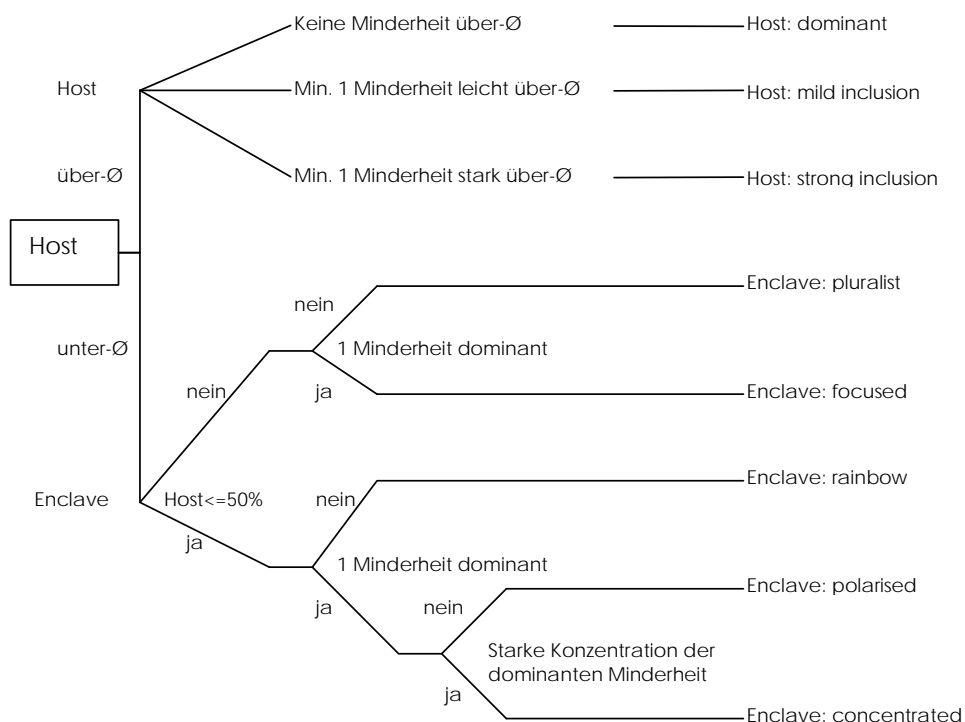 Keine Minderheit über-Ø
Host: dominant
Host
Min. 1 Minderheit leicht über-Ø
Host: mild inclusion
über-Ø
Min. 1 Minderheit stark über-Ø
Host: strong inclusion
Host
Enclave: pluralist
nein
unter-Ø
1 Minderheit dominant
nein
ja
Enclave: focused
Enclave: rainbow
Enclave
Host<=50%
nein
ja
1 Minderheit dominant
Enclave: polarised
ja
nein
Starke Konzentration der
dominanten Minderheit
ja
Enclave: concentrated